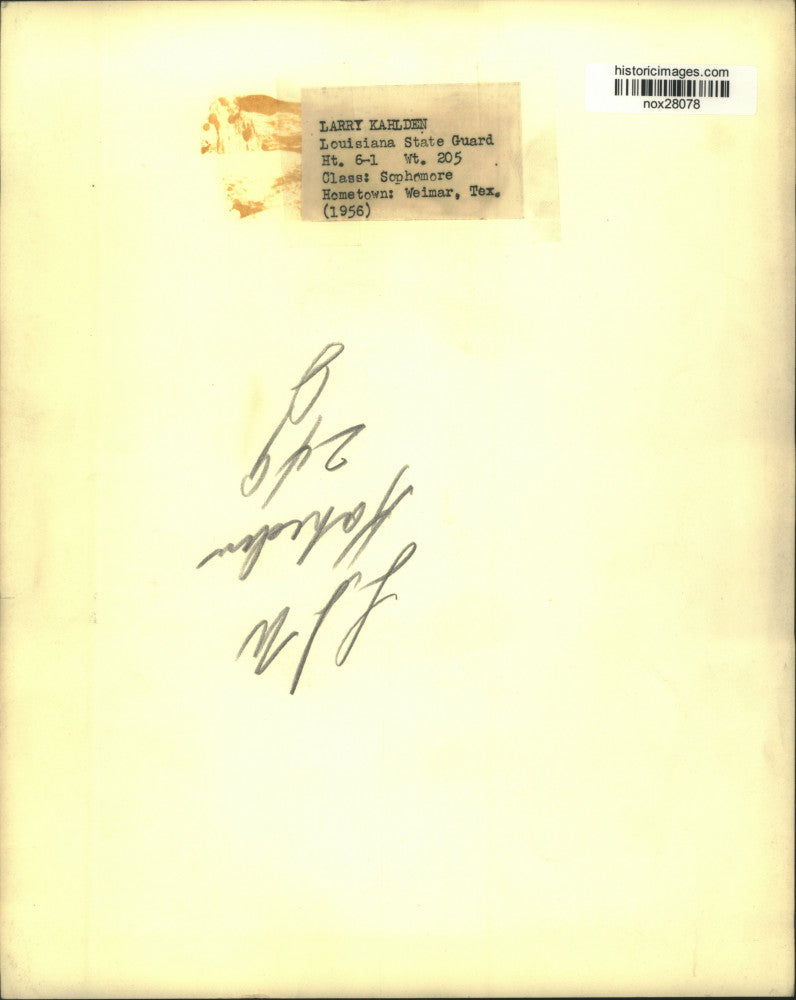 historicimages.com
nox28078
LARRY KAHLDEN
Louisiana State Guard
Ht. 6-1 Wt. 205
Class: Sophomore
Hometown: Weimar, Tex.
(1956)
Kahlden